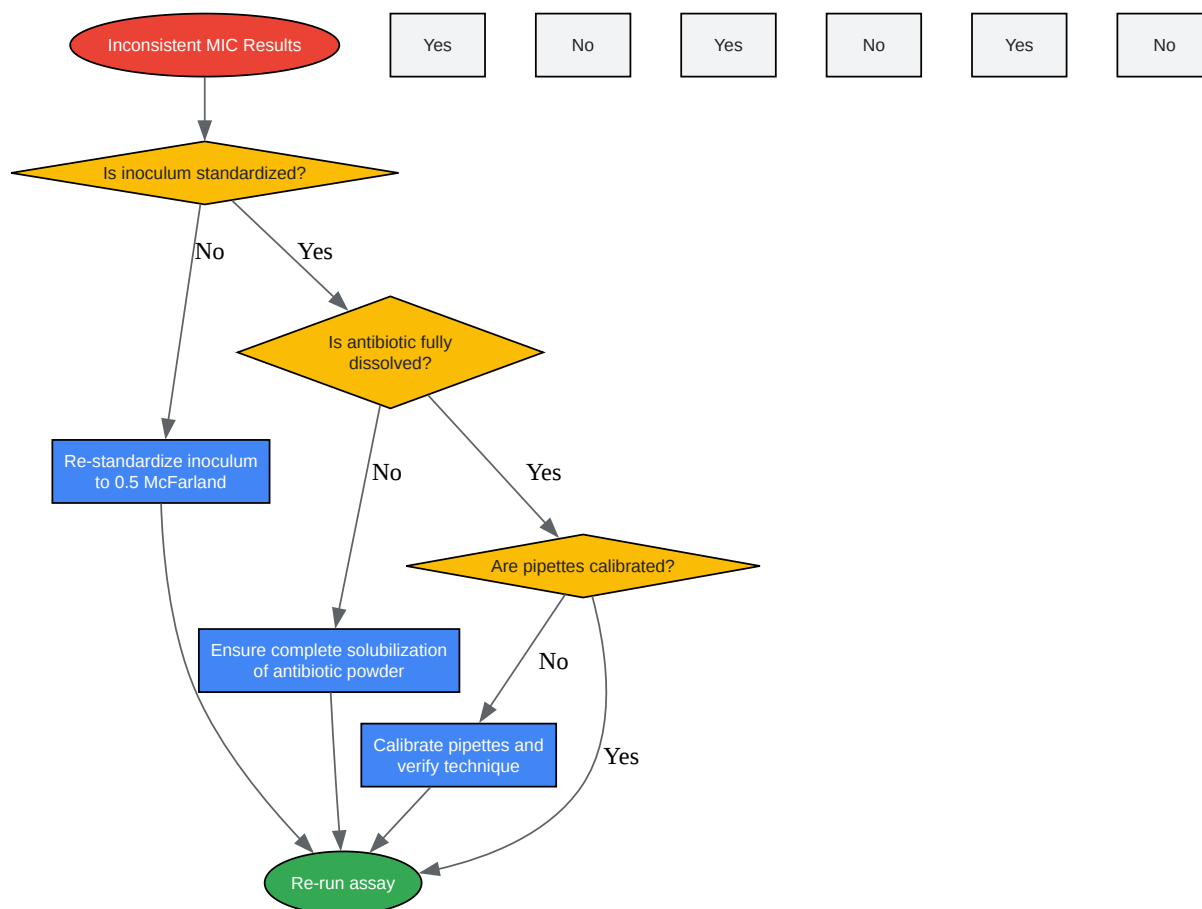 Inconsistent MIC Results
Yes
No
Yes
No
Yes
No
Is inoculum standardized?
No
Yes
Is antibiotic fully
dissolved?
Re-standardize inoculum
to 0.5 McFarland
No
Yes
Are pipettes calibrated?
Ensure complete solubilization
of antibiotic powder
No
Calibrate pipettes and
verify technique
Yes
Re-run assay